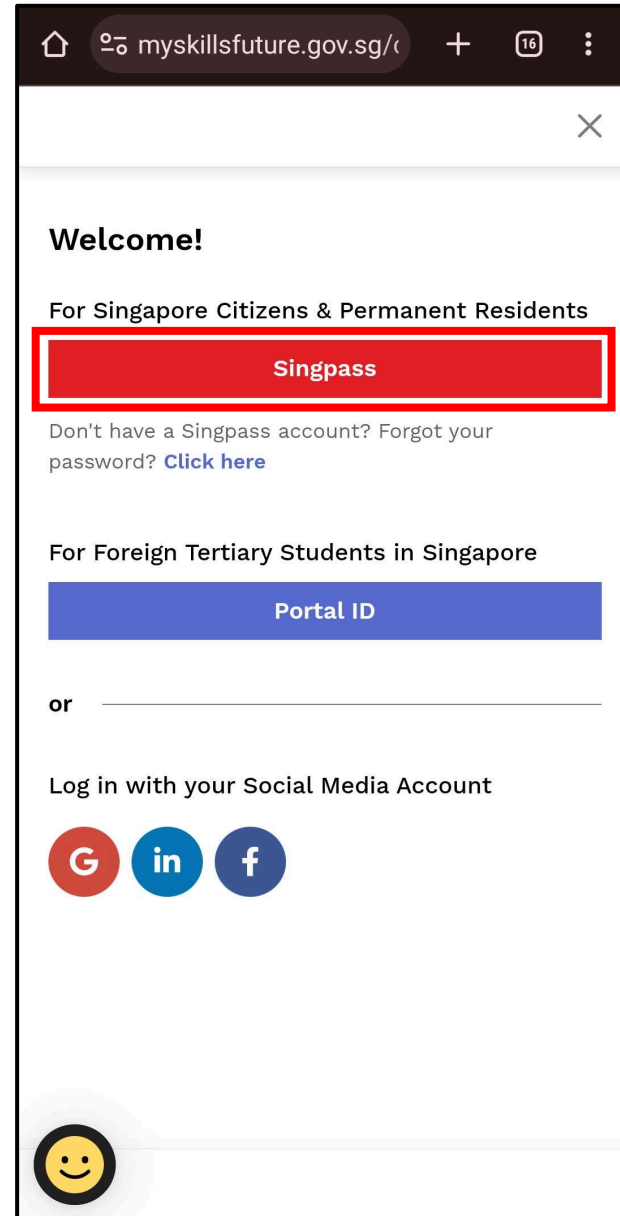 myskillsfuture.gov.sg/
16
Welcome!
For Singapore Citizens & Permanent Residents
Singpass
Don't have a Singpass account? Forgot your
password? Click here
For Foreign Tertiary Students in Singapore
Portal ID
or
Log in with your Social Media Account
G in f